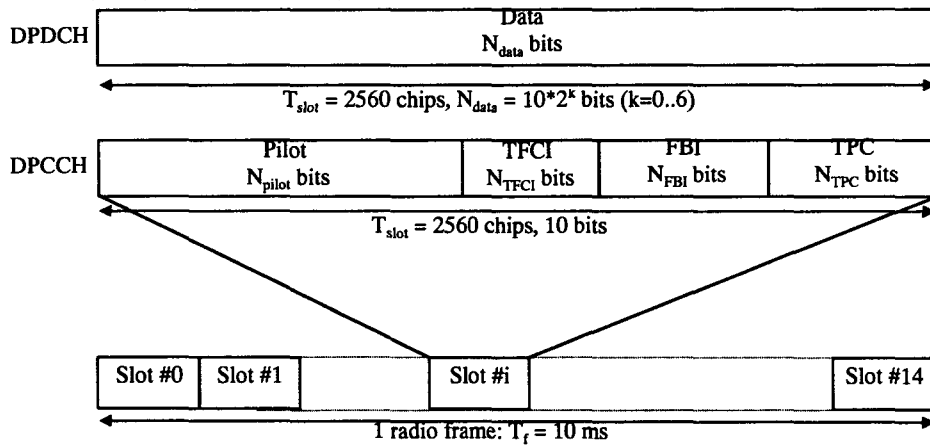 DPDCH
Data
N_data bits
T_slot = 2560 chips, N_data = 10*2^k bits (k=0..6)
DPCCH
Pilot
N_pilot bits
TFCI
N_TFCI bits
FBI
N_FBI bits
TPC
N_TPC bits
T_slot = 2560 chips, 10 bits
Slot #0
Slot #1
Slot #i
Slot #14
1 radio frame: T_f = 10 ms